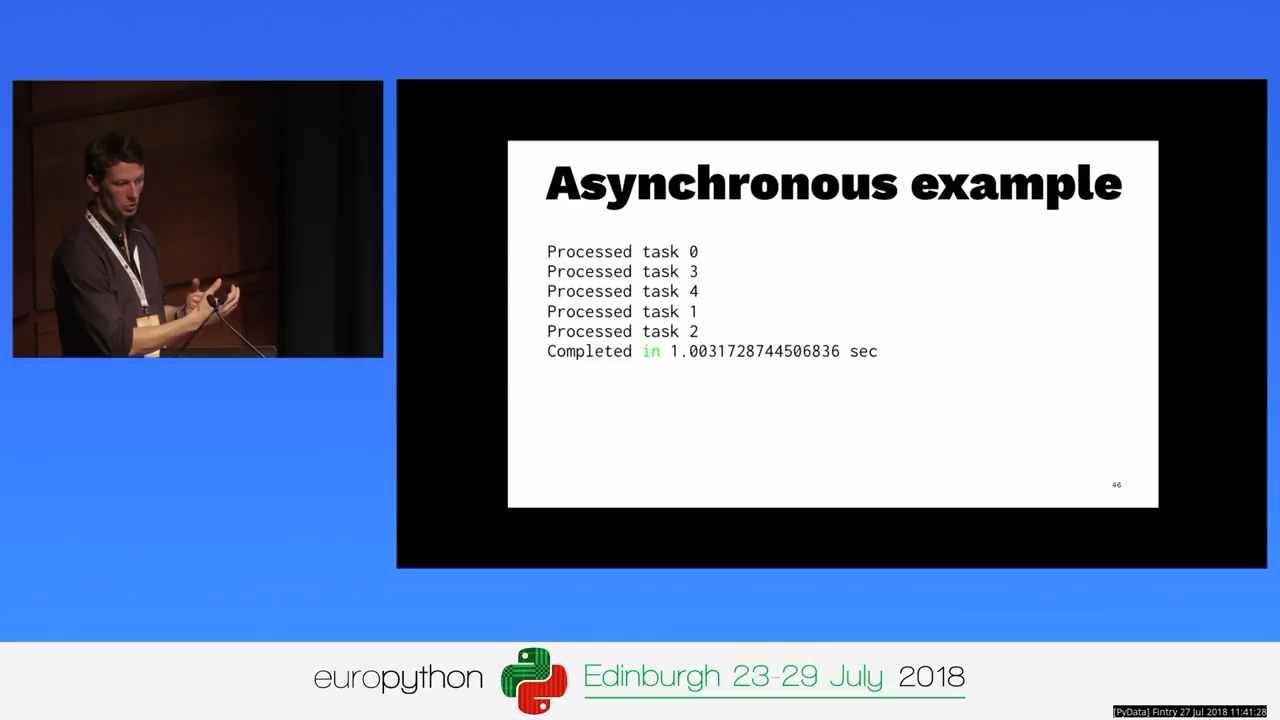 Asynchronous example
Processed task 0
Processed task 3
Processed task 4
Processed task 1
Processed task 2
Completed in 1.0031728744506836 sec
46
europython Edinburgh 23-29 July 2018
[PyData] Fintry 27 Jul 2018 11:41:28